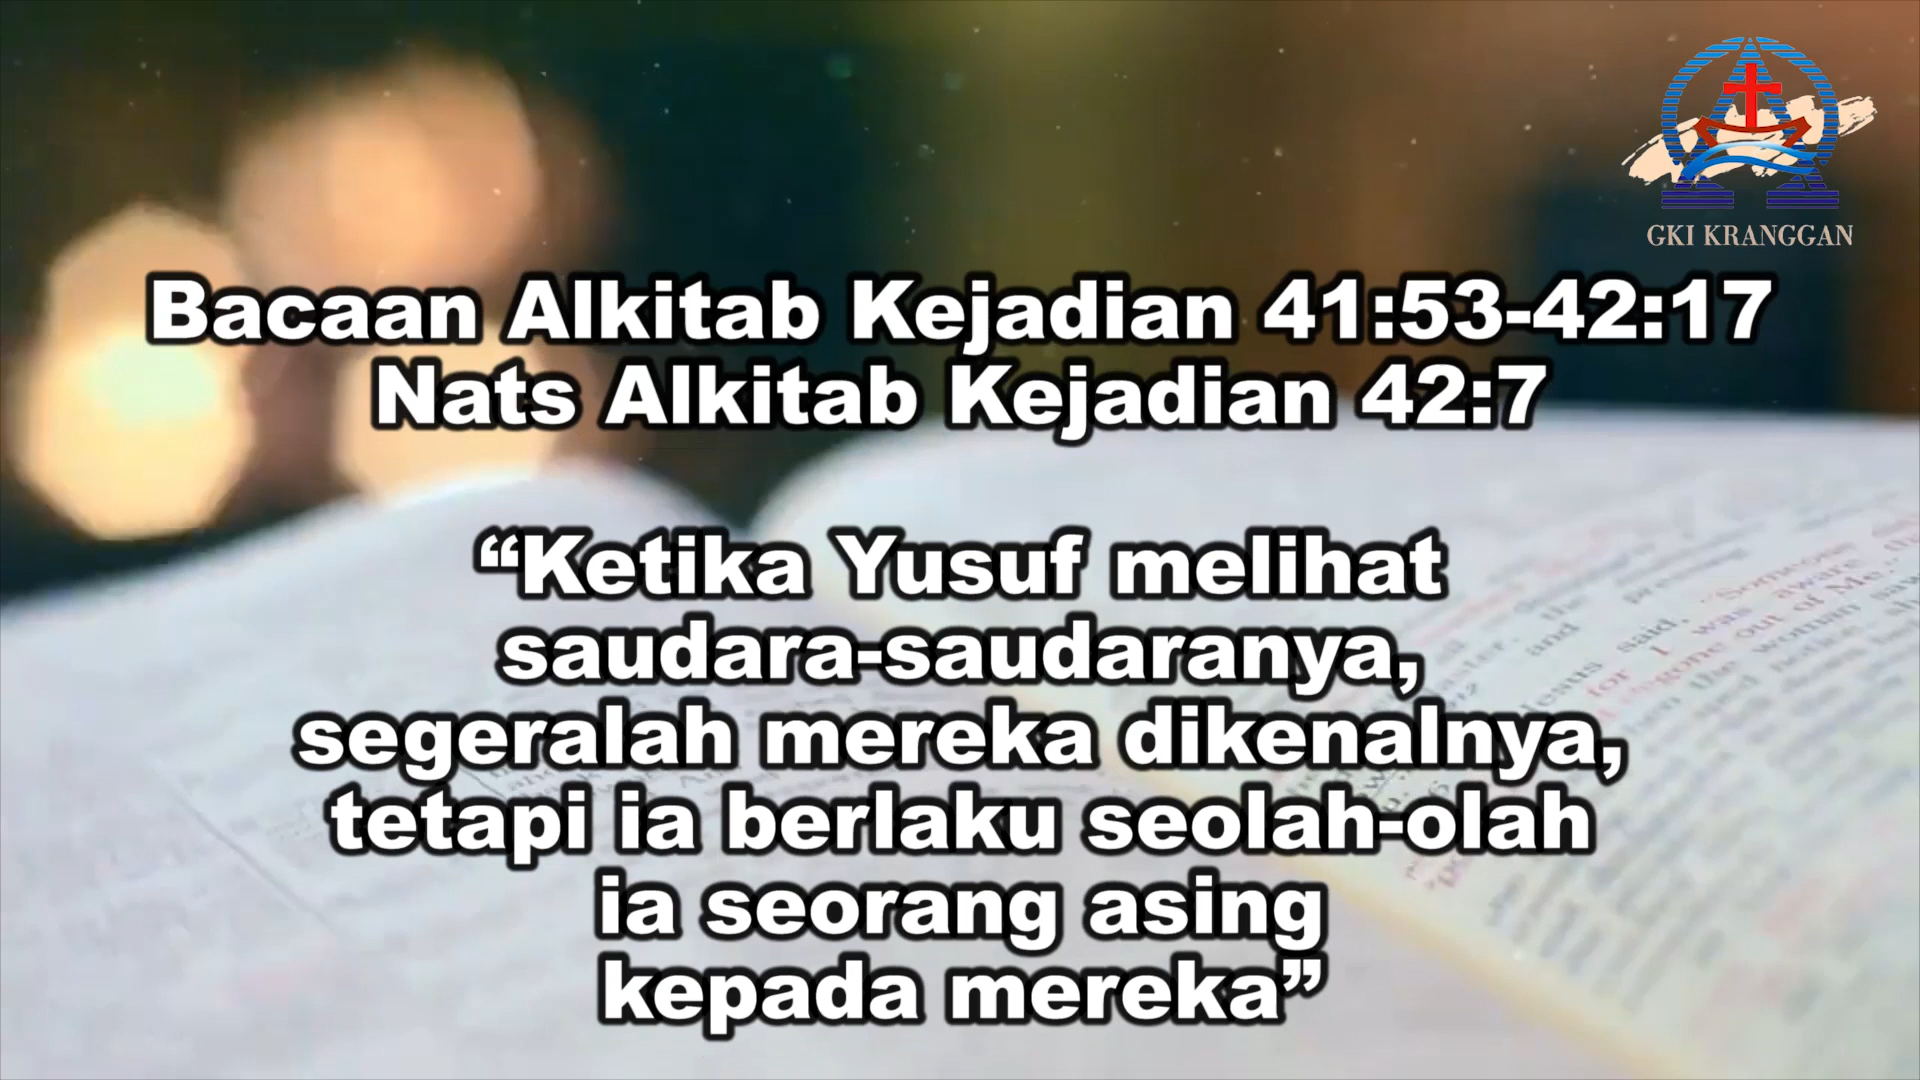 GKI KRANGGAN
Bacaan Alkitab Kejadian 41:53-42:17
Nats Alkitab Kejadian 42:7
“Ketika Yusuf melihat
saudara-saudaranya,
segeralah mereka dikenalnya,
tetapi ia berlaku seolah-olah
ia seorang asing
kepada mereka”